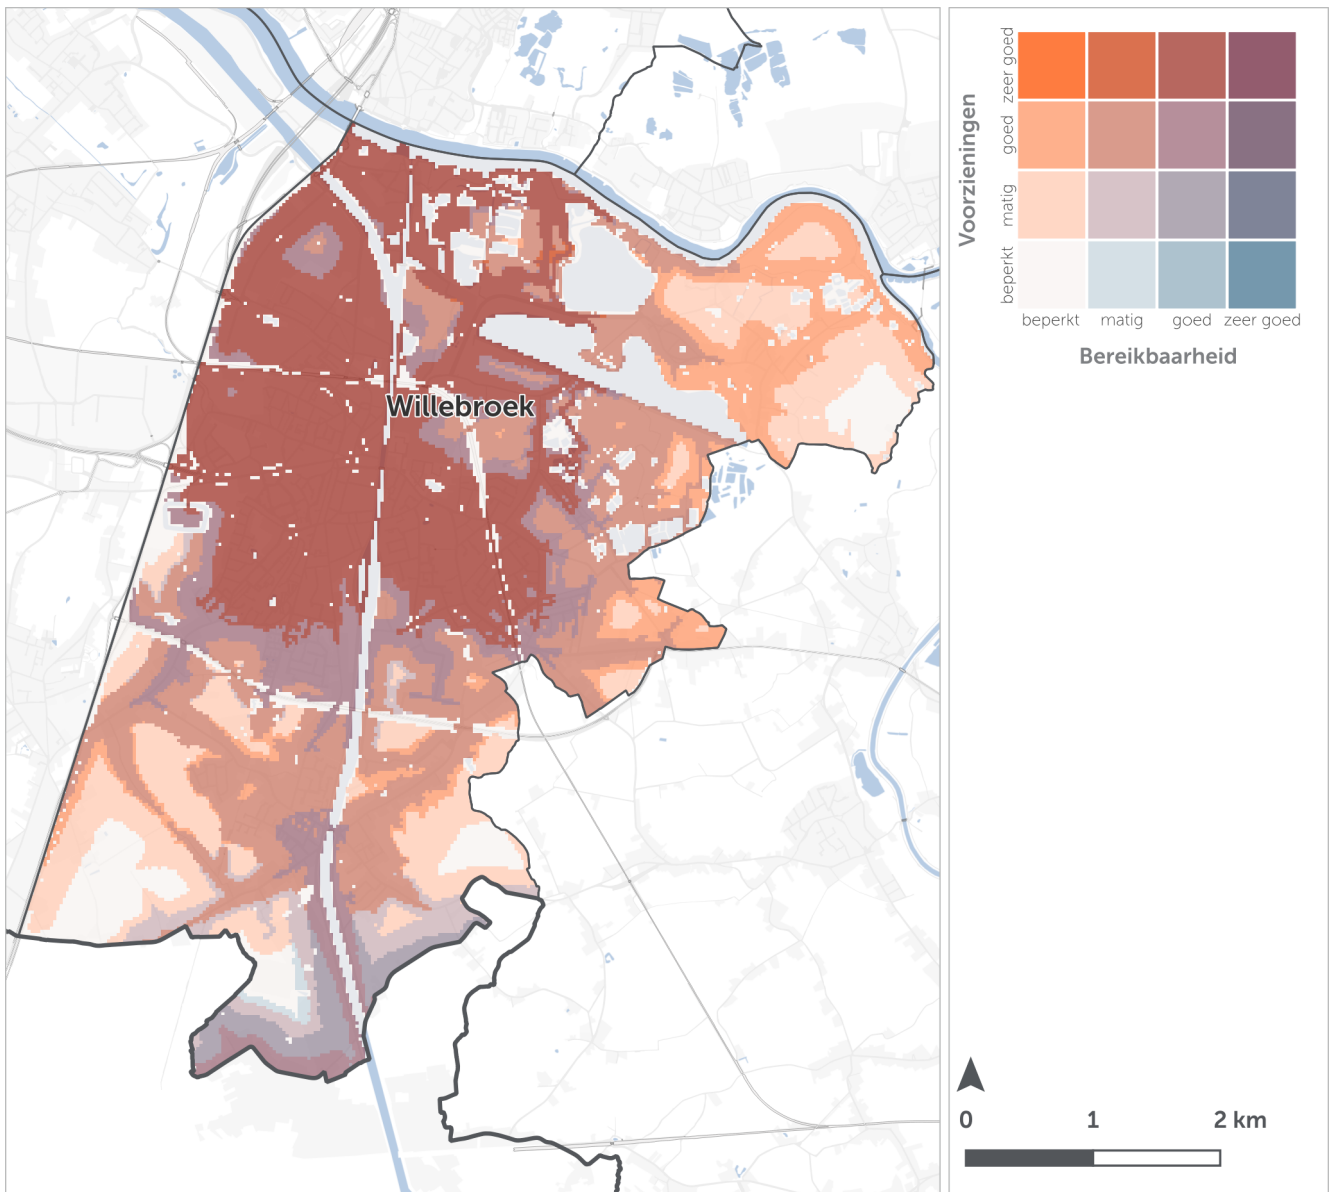 Willebroek
Voorzieningen
zeer goed
goed
matig
beperkt
beperkt matig goed zeer goed
Bereikbaarheid
0 1 2 km